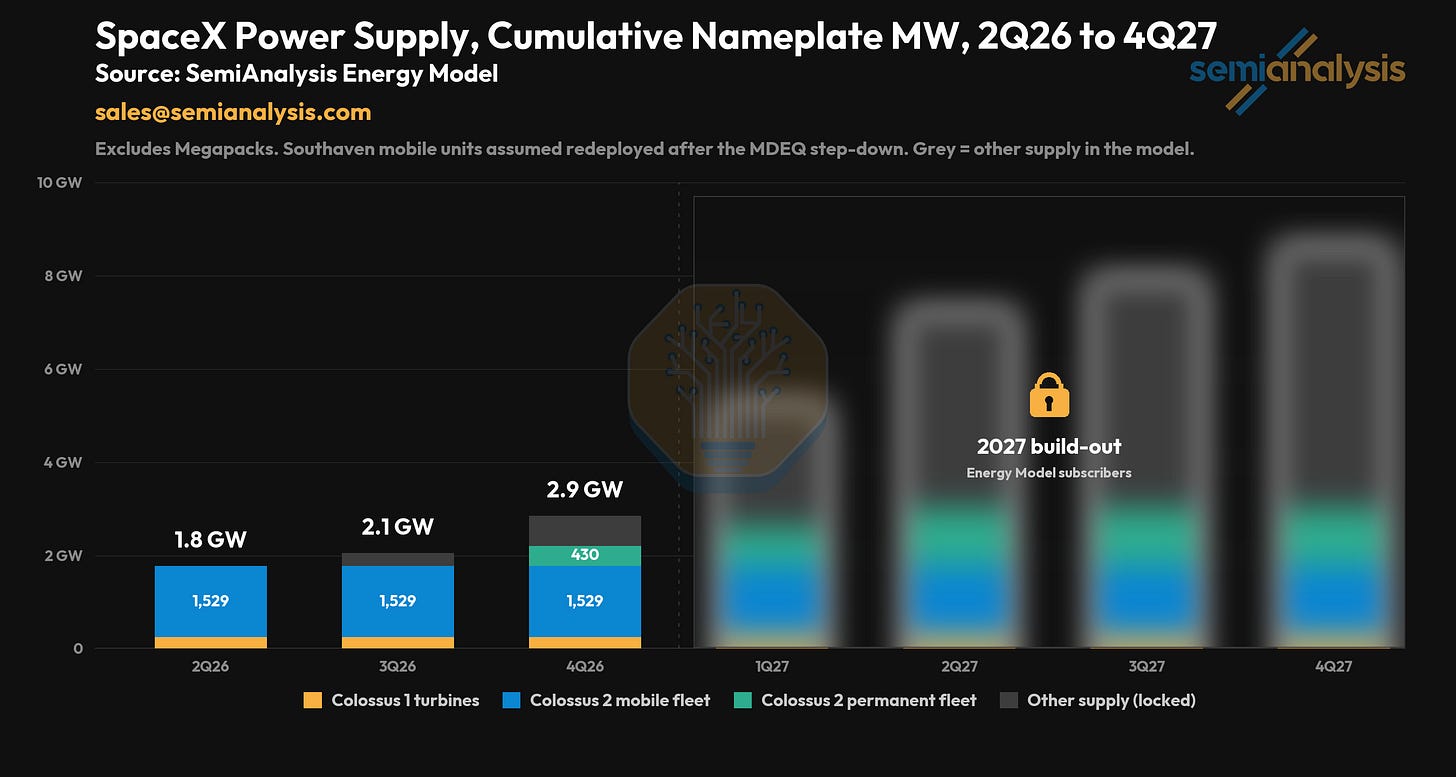 SpaceX Power Supply, Cumulative Nameplate MW, 2Q26 to 4Q27
Source: SemiAnalysis Energy Model
semianalysis
sales@semianalysis.com
Excludes Megapacks. Southaven mobile units assumed redeployed after the MDEQ step-down. Grey = other supply in the model.
10 GW
8 GW
6 GW
4 GW
2 GW
0
1.8 GW
1,529
2.1 GW
1,529
2.9 GW
430
1,529
2027 build-out
Energy Model subscribers
2Q26
3Q26
4Q26
1Q27
2Q27
3Q27
4Q27
Colossus 1 turbines
Colossus 2 mobile fleet
Colossus 2 permanent fleet
Other supply (locked)